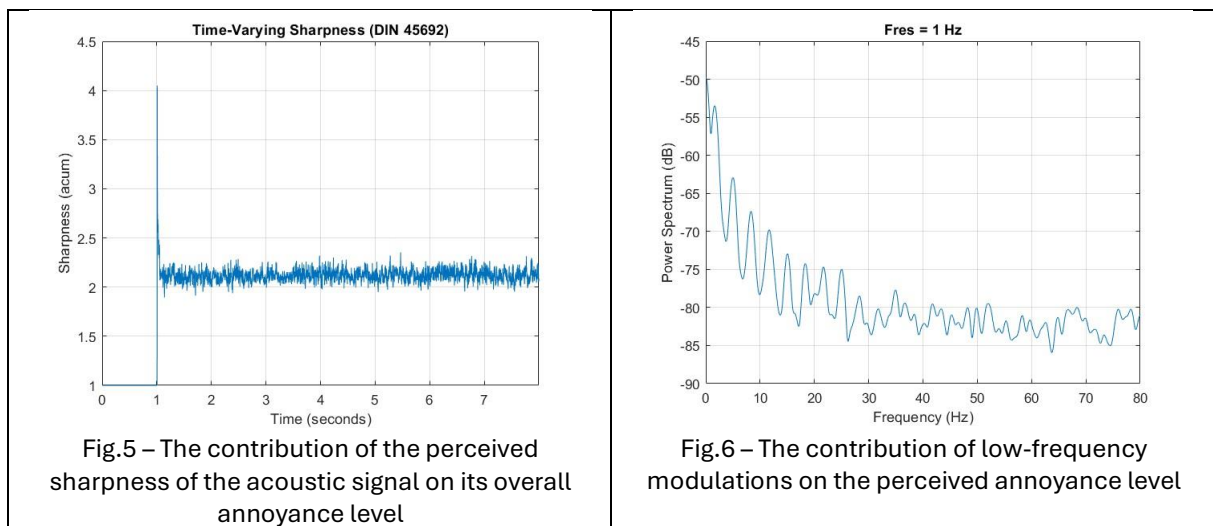 Time-Varying Sharpness (DIN 45692)
4.5
4
3.5
3
2.5
2
1.5
1
Sharpness (acum)
0 1 2 3 4 5 6 7
Time (seconds)
Fig.5 – The contribution of the perceived
sharpness of the acoustic signal on its overall
annoyance level
Fres = 1 Hz
-45
-50
-55
-60
-65
-70
-75
-80
-85
-90
Power Spectrum (dB)
0 10 20 30 40 50 60 70 80
Frequency (Hz)
Fig.6 – The contribution of low-frequency
modulations on the perceived annoyance level